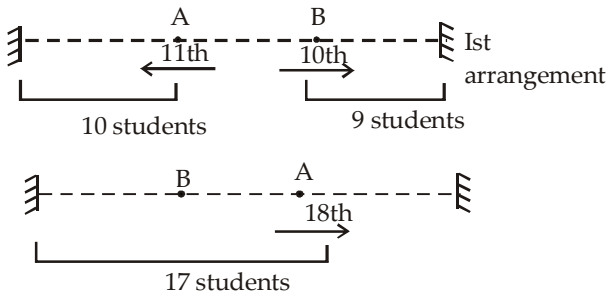 A B
11th 10th Ist
arrangement
10 students 9 students
B A
18th
17 students